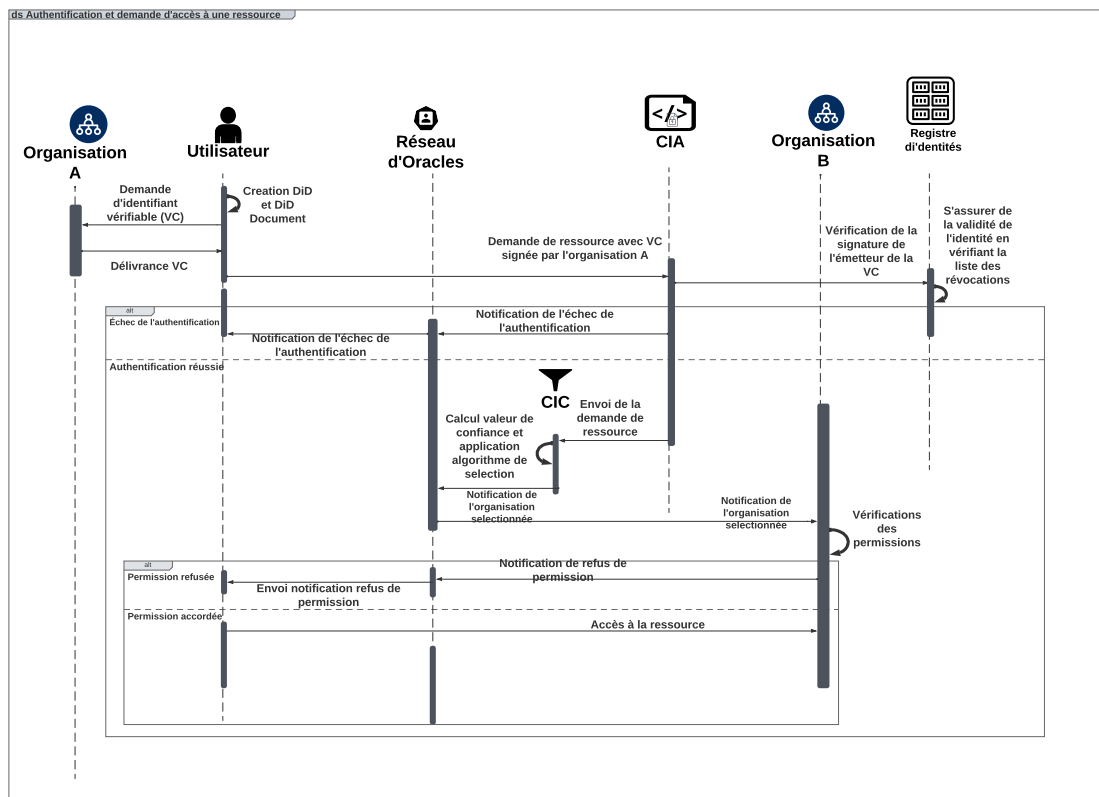 ds Authentification et demande d'accès à une ressource
Organisation
A
Utilisateur
Réseau
d'Oracles
CIA
Organisation
B
Registre
di'dentités
Demande
d'identifiant
vérifiable (VC)
Creation DiD
et DiD
Document
Délivrance VC
Demande de ressource avec VC
signée par l'organisation A
Vérification de la
signature de
l'émetteur de la
VC
S'assurer de
la validité de
l'identité en
vérifiant la
liste des
révocations
alt
Échec de l'authentification
Notification de l'échec de
l'authentification
Notification de l'échec de
l'authentification
Authentification réussie
CIC
Envoi de la
demande de
ressource
Calcul valeur de
confiance et
application
algorithme de
selection
Notification de
l'organisation
selectionnée
Notification de
l'organisation
selectionnée
Vérifications
des
permissions
alt
Permission refusée
Notification de refus de
permission
Envoi notification refus de
permission
Permission accordée
Accès à la ressource